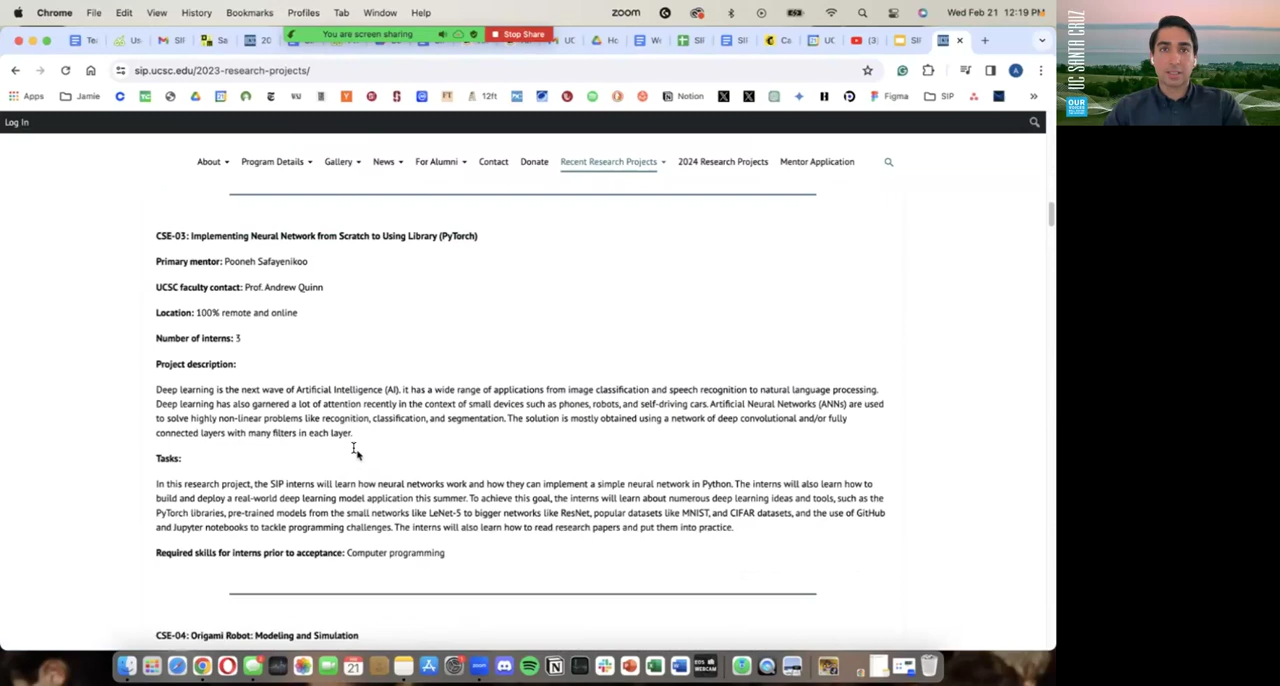 Chrome File Edit View History Bookmarks Profiles Tab Window Help zoom Wed Feb 21 12:19 PM
You are screen sharing Stop Share
sip.ucsc.edu/2023-research-projects/
Apps Jamie 12ft Notion Figma SIP »
Log In
About Program Details Gallery News For Alumni Contact Donate Recent Research Projects 2024 Research Projects Mentor Application
CSE-03: Implementing Neural Network from Scratch to Using Library (PyTorch)
Primary mentor: Pooneh Safayenikoo
UCSC faculty contact: Prof. Andrew Quinn
Location: 100% remote and online
Number of interns: 3
Project description:
Deep learning is the next wave of Artificial Intelligence (AI). it has a wide range of applications from image classification and speech recognition to natural language processing.
Deep learning has also garnered a lot of attention recently in the context of small devices such as phones, robots, and self-driving cars. Artificial Neural Networks (ANNs) are used
to solve highly non-linear problems like recognition, classification, and segmentation. The solution is mostly obtained using a network of deep convolutional and/or fully
connected layers with many filters in each layer.
Tasks:
In this research project, the SIP interns will learn how neural networks work and how they can implement a simple neural network in Python. The interns will also learn how to
build and deploy a real-world deep learning model application this summer. To achieve this goal, the interns will learn about numerous deep learning ideas and tools, such as the
PyTorch libraries, pre-trained models from the small networks like LeNet-5 to bigger networks like ResNet, popular datasets like MNIST, and CIFAR datasets, and the use of GitHub
and Jupyter notebooks to tackle programming challenges. The interns will also learn how to read research papers and put them into practice.
Required skills for interns prior to acceptance: Computer programming
CSE-04: Origami Robot: Modeling and Simulation
UC SANTA CRUZ